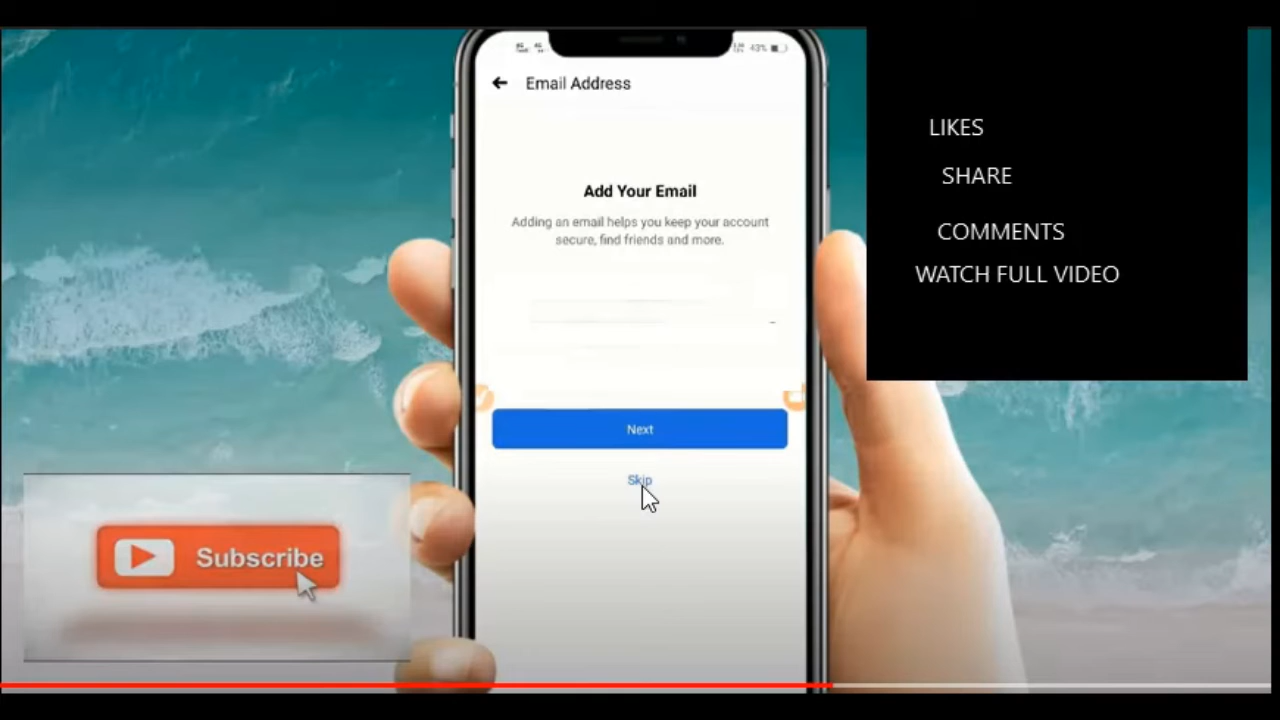 43%
Email Address
Add Your Email
Adding an email helps you keep your account
secure, find friends and more.
Next
Skip
LIKES
SHARE
COMMENTS
WATCH FULL VIDEO
Subscribe